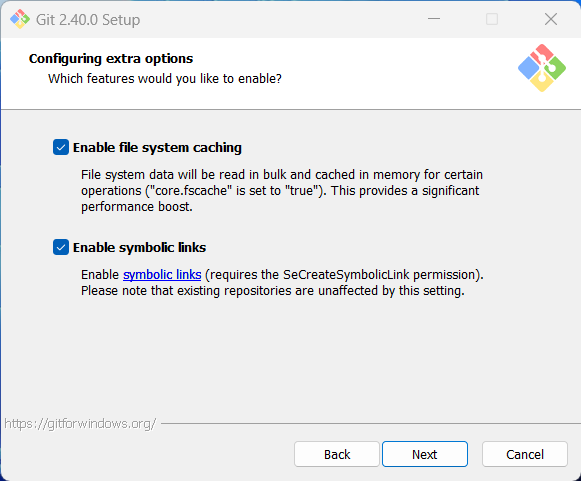 Git 2.40.0 Setup
Configuring extra options
Which features would you like to enable?
Enable file system caching
File system data will be read in bulk and cached in memory for certain
operations ("core.fscache" is set to "true"). This provides a significant
performance boost.
Enable symbolic links
Enable symbolic links (requires the SeCreateSymbolicLink permission).
Please note that existing repositories are unaffected by this setting.
https://gitforwindows.org/
Back Next Cancel